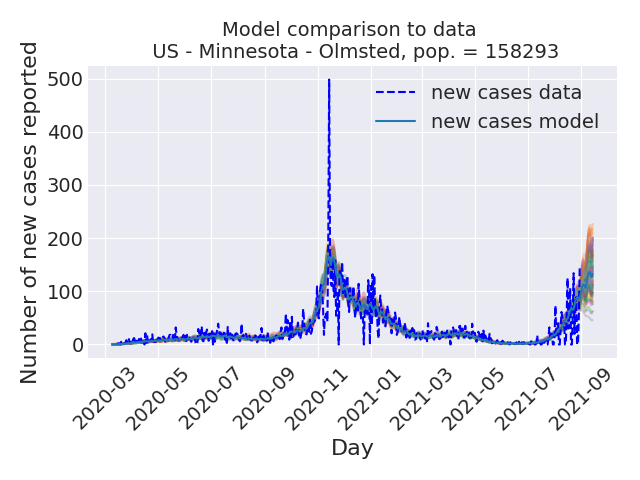 Model comparison to data
US - Minnesota - Olmsted, pop. = 158293
Number of new cases reported
500
400
300
200
100
0
new cases data
new cases model
2020-03
2020-05
2020-07
2020-09
2020-11
2021-01
2021-03
2021-05
2021-07
2021-09
Day